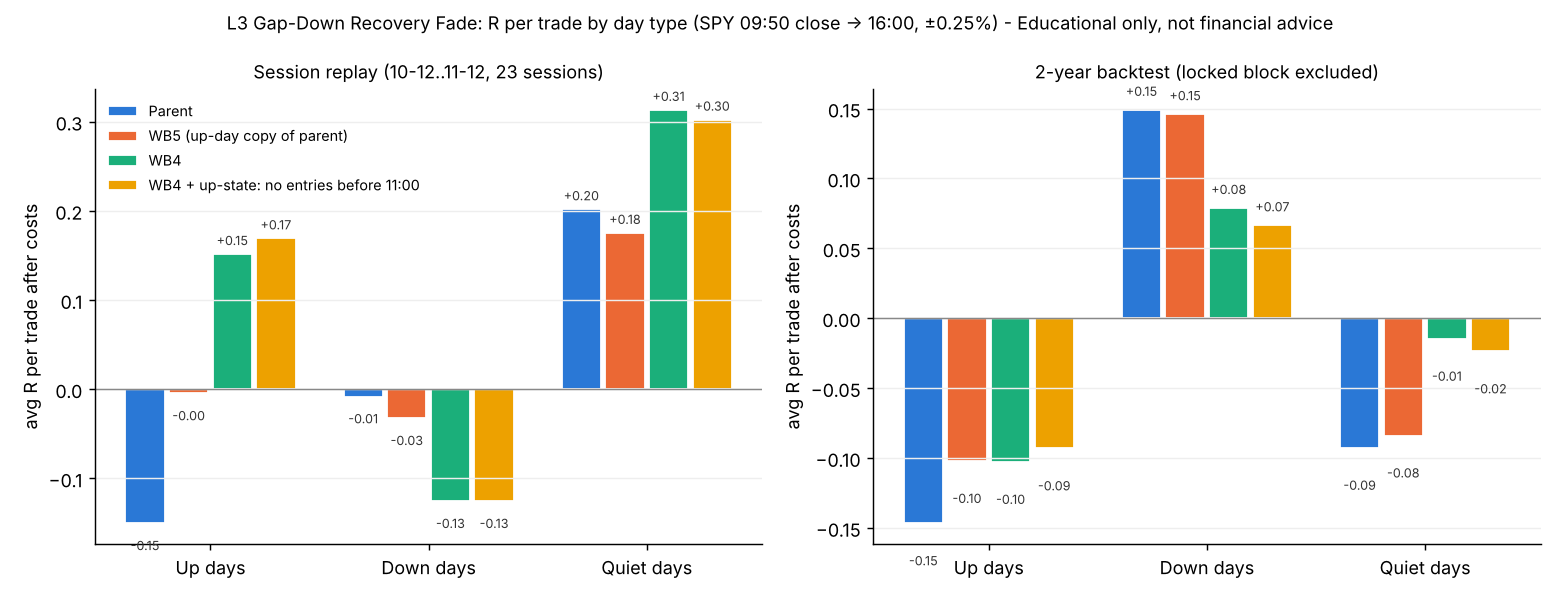 L3 Gap-Down Recovery Fade: R per trade by day type (SPY 09:50 close → 16:00, ±0.25%) - Educational only, not financial advice
Session replay (10-12..11-12, 23 sessions)
avg R per trade after costs
0.3
0.2
0.1
0.0
−0.1
Parent
WB5 (up-day copy of parent)
WB4
WB4 + up-state: no entries before 11:00
-0.15
-0.00
+0.15
+0.17
-0.01
-0.03
-0.13
-0.13
+0.20
+0.18
+0.31
+0.30
Up days
Down days
Quiet days
2-year backtest (locked block excluded)
avg R per trade after costs
0.15
0.10
0.05
0.00
−0.05
−0.10
−0.15
-0.15
-0.10
-0.10
-0.09
+0.15
+0.15
+0.08
+0.07
-0.09
-0.08
-0.01
-0.02
Up days
Down days
Quiet days